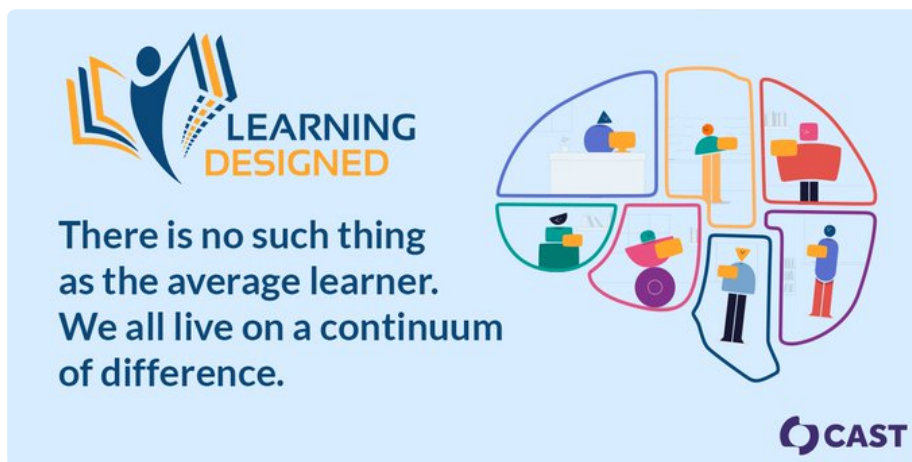 LEARNING
DESIGNED
There is no such thing
as the average learner.
We all live on a continuum
of difference.
CAST